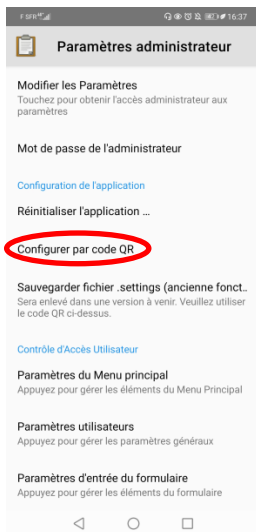 F SFR 16:37
Paramètres administrateur
Modifier les Paramètres
Touchez pour obtenir l'accès administrateur aux
paramètres
Mot de passe de l'administrateur
Configuration de l'application
Réinitialiser l'application ...
Configurer par code QR
Sauvegarder fichier .settings (ancienne fonct..
Sera enlevé dans une version à venir. Veuillez utiliser
le code QR ci-dessus.
Contrôle d'Accès Utilisateur
Paramètres du Menu principal
Appuyez pour gérer les éléments du Menu Principal
Paramètres utilisateurs
Appuyez pour gérer les paramètres généraux
Paramètres d'entrée du formulaire
Appuyez pour gérer les éléments du formulaire